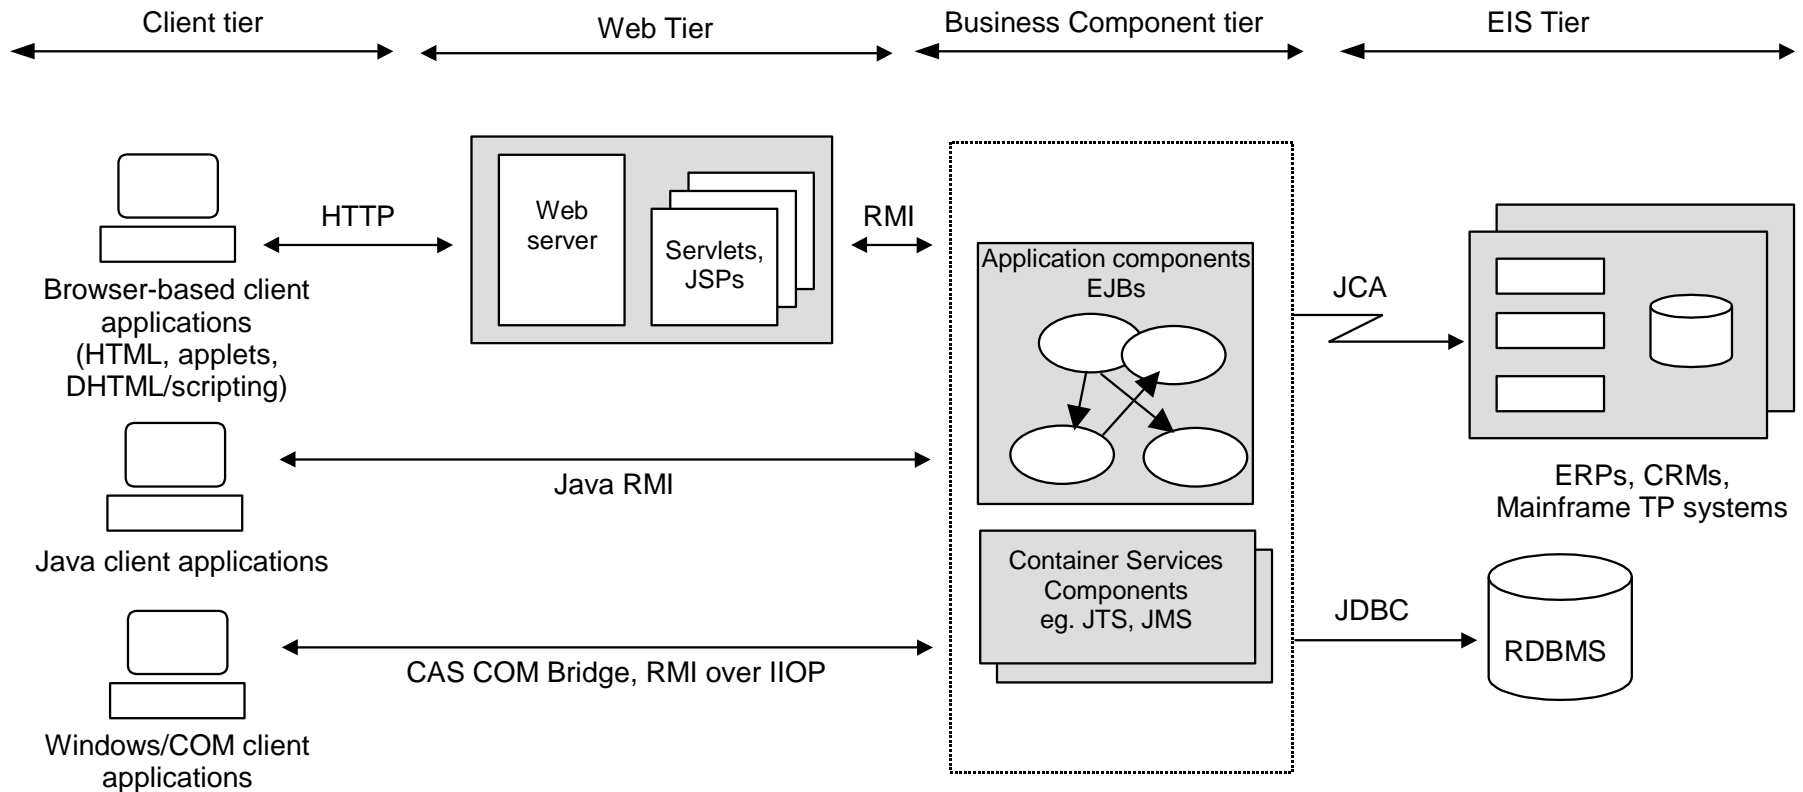 Client tier
Web Tier
Business Component tier
EIS Tier
HTTP
Web
server
Servlets,
JSPs
RMI
Application components
EJBs
JCA
Browser-based client
applications
(HTML, applets,
DHTML/scripting)
Java RMI
ERPs, CRMs,
Mainframe TP systems
Java client applications
Container Services
Components
eg. JTS, JMS
JDBC
RDBMS
CAS COM Bridge, RMI over IIOP
Windows/COM client
applications